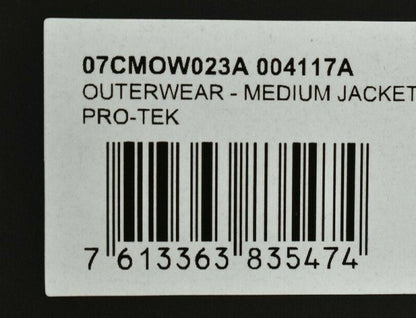 07CMOW023A 004117A
OUTERWEAR - MEDIUM JACKET
PRO-TEK
7 613363 835474